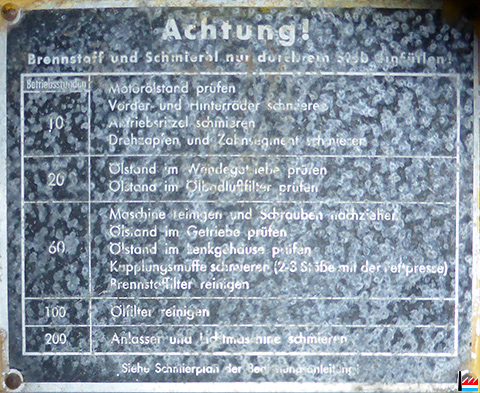 Achtung!
Brennstoff und Schmieröl nur durch ein Sieb einfüllen!
Betriebsstunden
10
Motorölstand prüfen
Vorder- und Hinterräder schmieren
Antriebsritzel schmieren
Drehzapfen und Zahnsegment schmieren
20
Ölstand im Wendegetriebe prüfen
Ölstand im Ölbadluftfilter prüfen
60
Maschine reinigen und Schrauben nachziehen
Ölstand im Getriebe prüfen
Ölstand im Lenkgehäuse prüfen
Kupplungsmuffe schmieren (2-3 Stöße mit der Fettpresse)
Brennstoffilter reinigen
100
Ölfilter reinigen
200
Anlasser und Lichtmaschine schmieren
Siehe Schmierplan der Bedienungsanleitung!